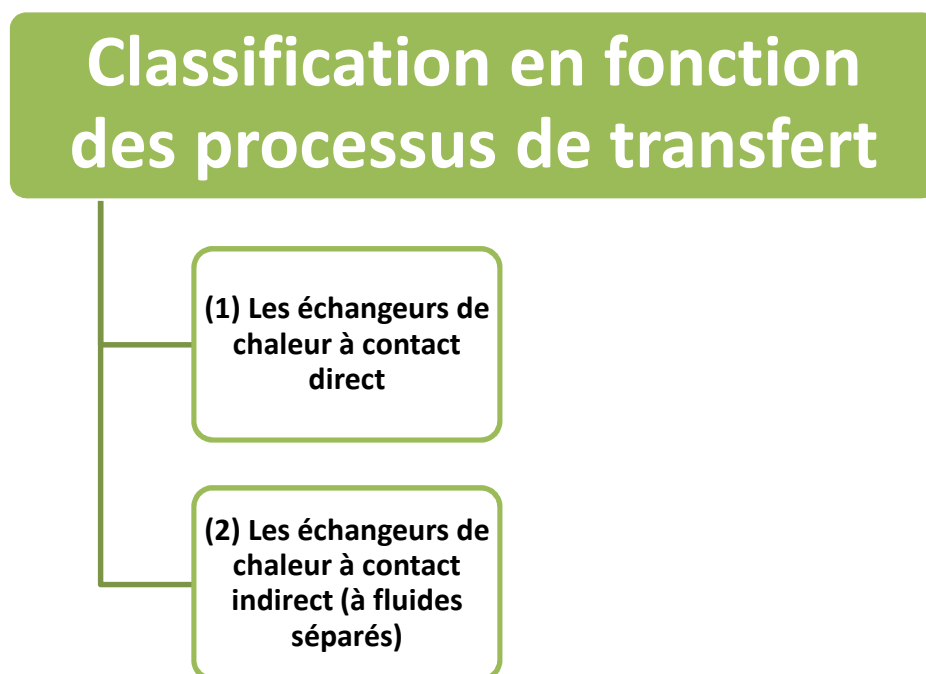 Classification en fonction
des processus de transfert
(1) Les échangeurs de
chaleur à contact
direct
(2) Les échangeurs de
chaleur à contact
indirect (à fluides
séparés)